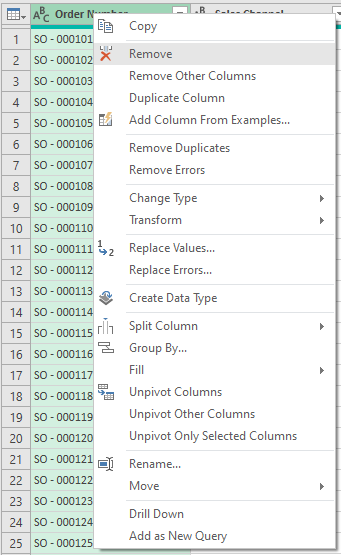 ABC Order Number Sales Channel
Copy
1 SO - 000101
Remove
2 SO - 000102
Remove Other Columns
3 SO - 000103
Duplicate Column
4 SO - 000104
Add Column From Examples...
5 SO - 000105
6 SO - 000106
Remove Duplicates
7 SO - 000107
Remove Errors
8 SO - 000108
Change Type
9 SO - 000109
Transform
10 SO - 000110
Replace Values...
11 SO - 000111
Replace Errors...
12 SO - 000112
Create Data Type
13 SO - 000113
14 SO - 000114
Split Column
15 SO - 000115
Group By...
16 SO - 000116
Fill
17 SO - 000117
Unpivot Columns
18 SO - 000118
Unpivot Other Columns
19 SO - 000119
Unpivot Only Selected Columns
20 SO - 000120
21 SO - 000121
Rename...
22 SO - 000122
Move
23 SO - 000123
Drill Down
24 SO - 000124
Add as New Query
25 SO - 000125